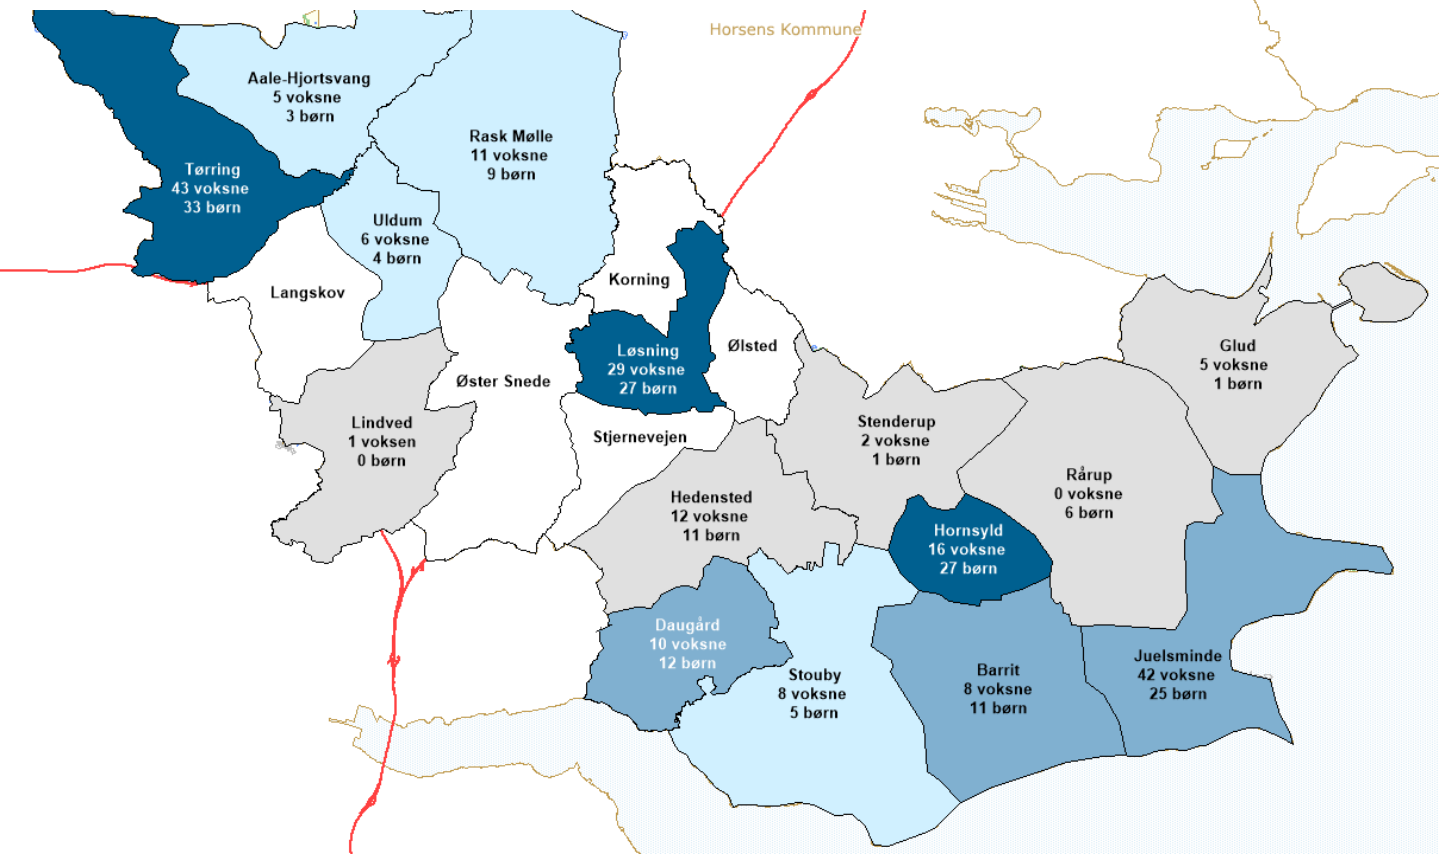 Horsens Kommune
Aale-Hjortsvang
5 voksne
3 børn
Rask Mølle
11 voksne
9 børn
Tørring
43 voksne
33 børn
Uldum
6 voksne
4 børn
Langskov
Korning
Løsning
29 voksne
27 børn
Ølsted
Glud
5 voksne
1 børn
Øster Snede
Lindved
1 voksen
0 børn
Stjernevejen
Stenderup
2 voksne
1 børn
Hedensted
12 voksne
11 børn
Rårup
0 voksne
6 børn
Hornsyld
16 voksne
27 børn
Daugård
10 voksne
12 børn
Stouby
8 voksne
5 børn
Barrit
8 voksne
11 børn
Juelsminde
42 voksne
25 børn